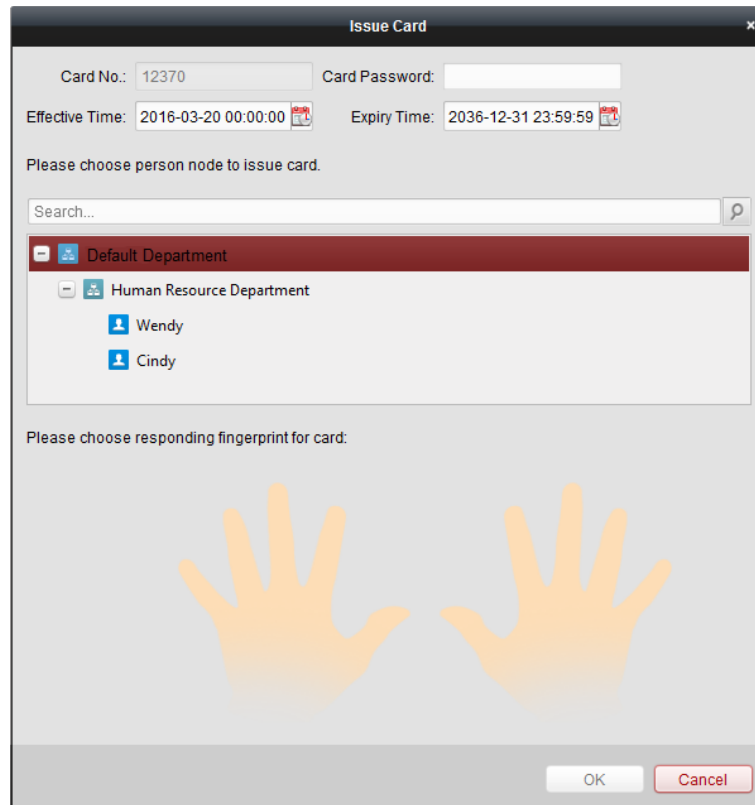 Issue Card
Card No.: 12370 Card Password:
Effective Time: 2016-03-20 00:00:00 Expiry Time: 2036-12-31 23:59:59
Please choose person node to issue card.
Search...
Default Department
Human Resource Department
Wendy
Cindy
Please choose responding fingerprint for card:
OK Cancel